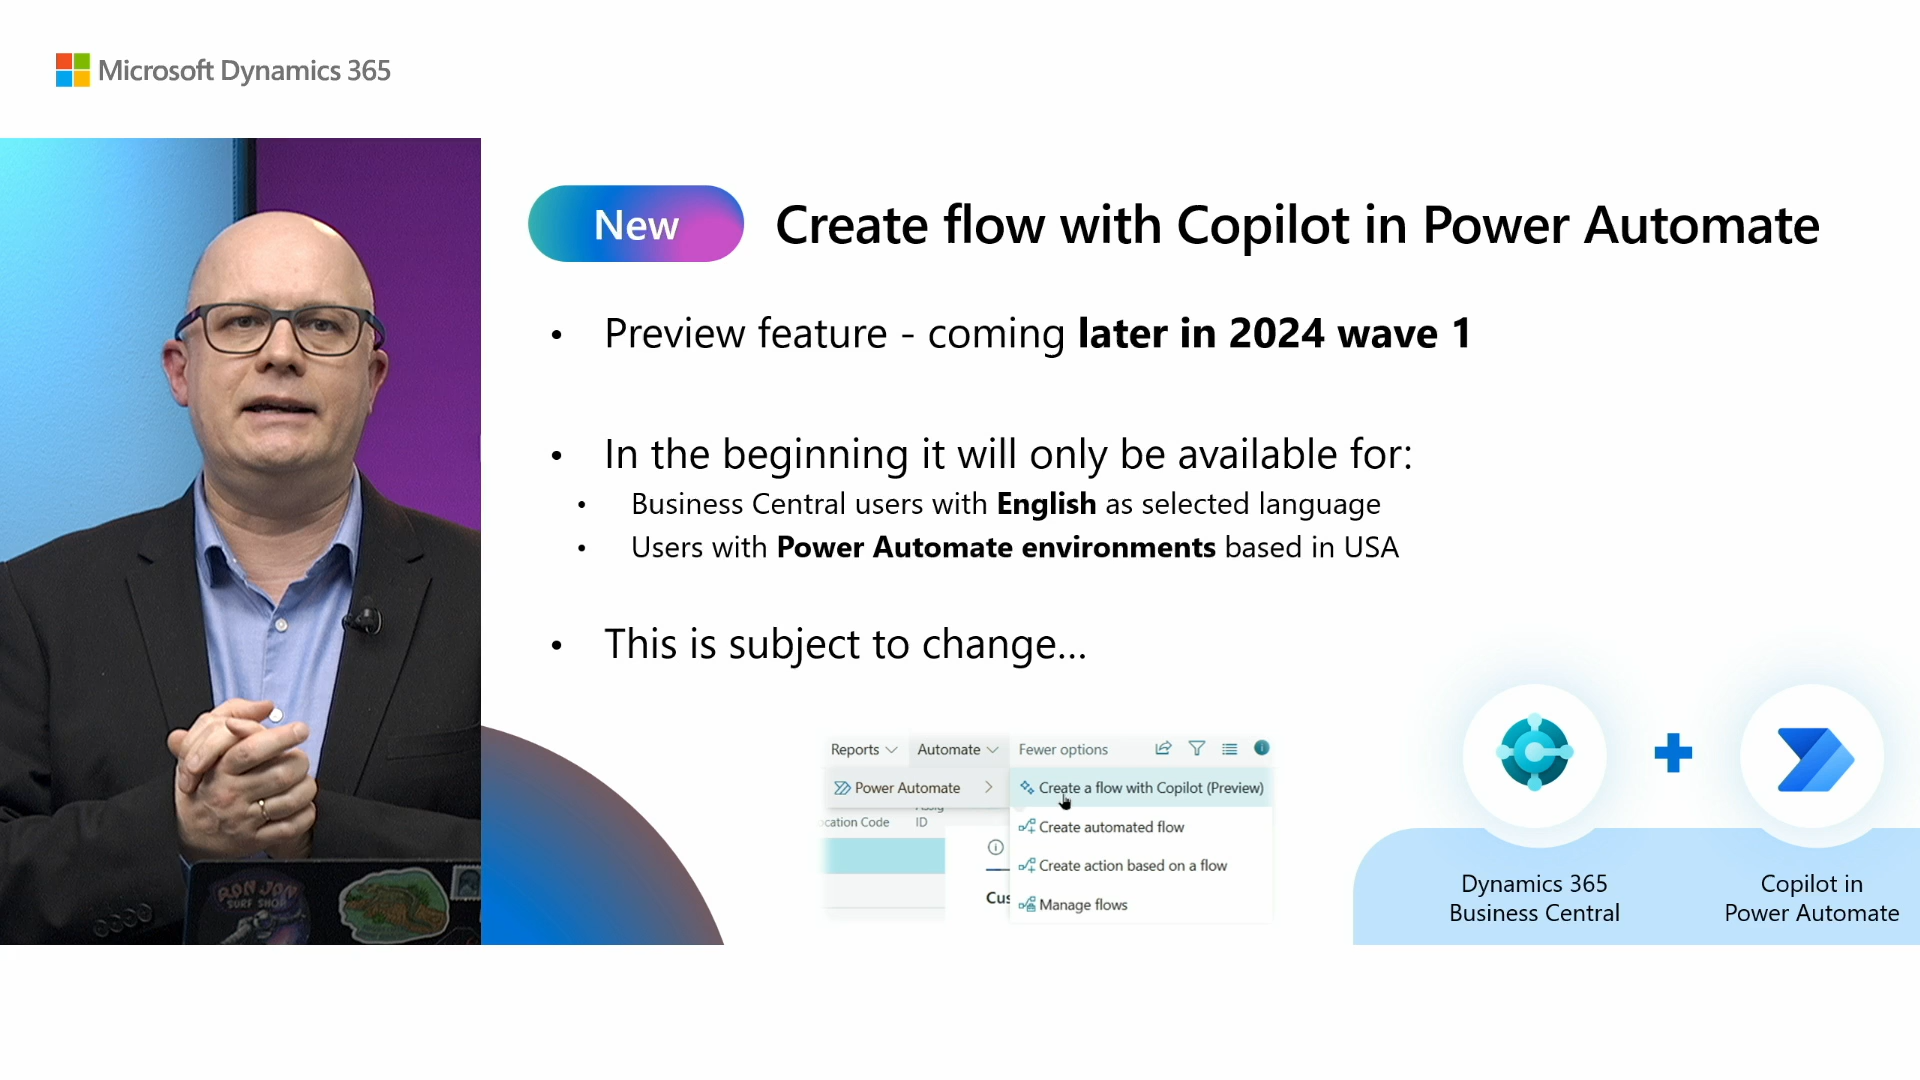 Microsoft Dynamics 365
New
Create flow with Copilot in Power Automate
• Preview feature - coming later in 2024 wave 1
• In the beginning it will only be available for:
• Business Central users with English as selected language
• Users with Power Automate environments based in USA
• This is subject to change...
Reports Automate Fewer options
Power Automate
Create a flow with Copilot (Preview)
ocation Code
ID
Create automated flow
Create action based on a flow
Cus
Manage flows
Dynamics 365
Business Central
Copilot in
Power Automate
RON JON
SURF SHOP